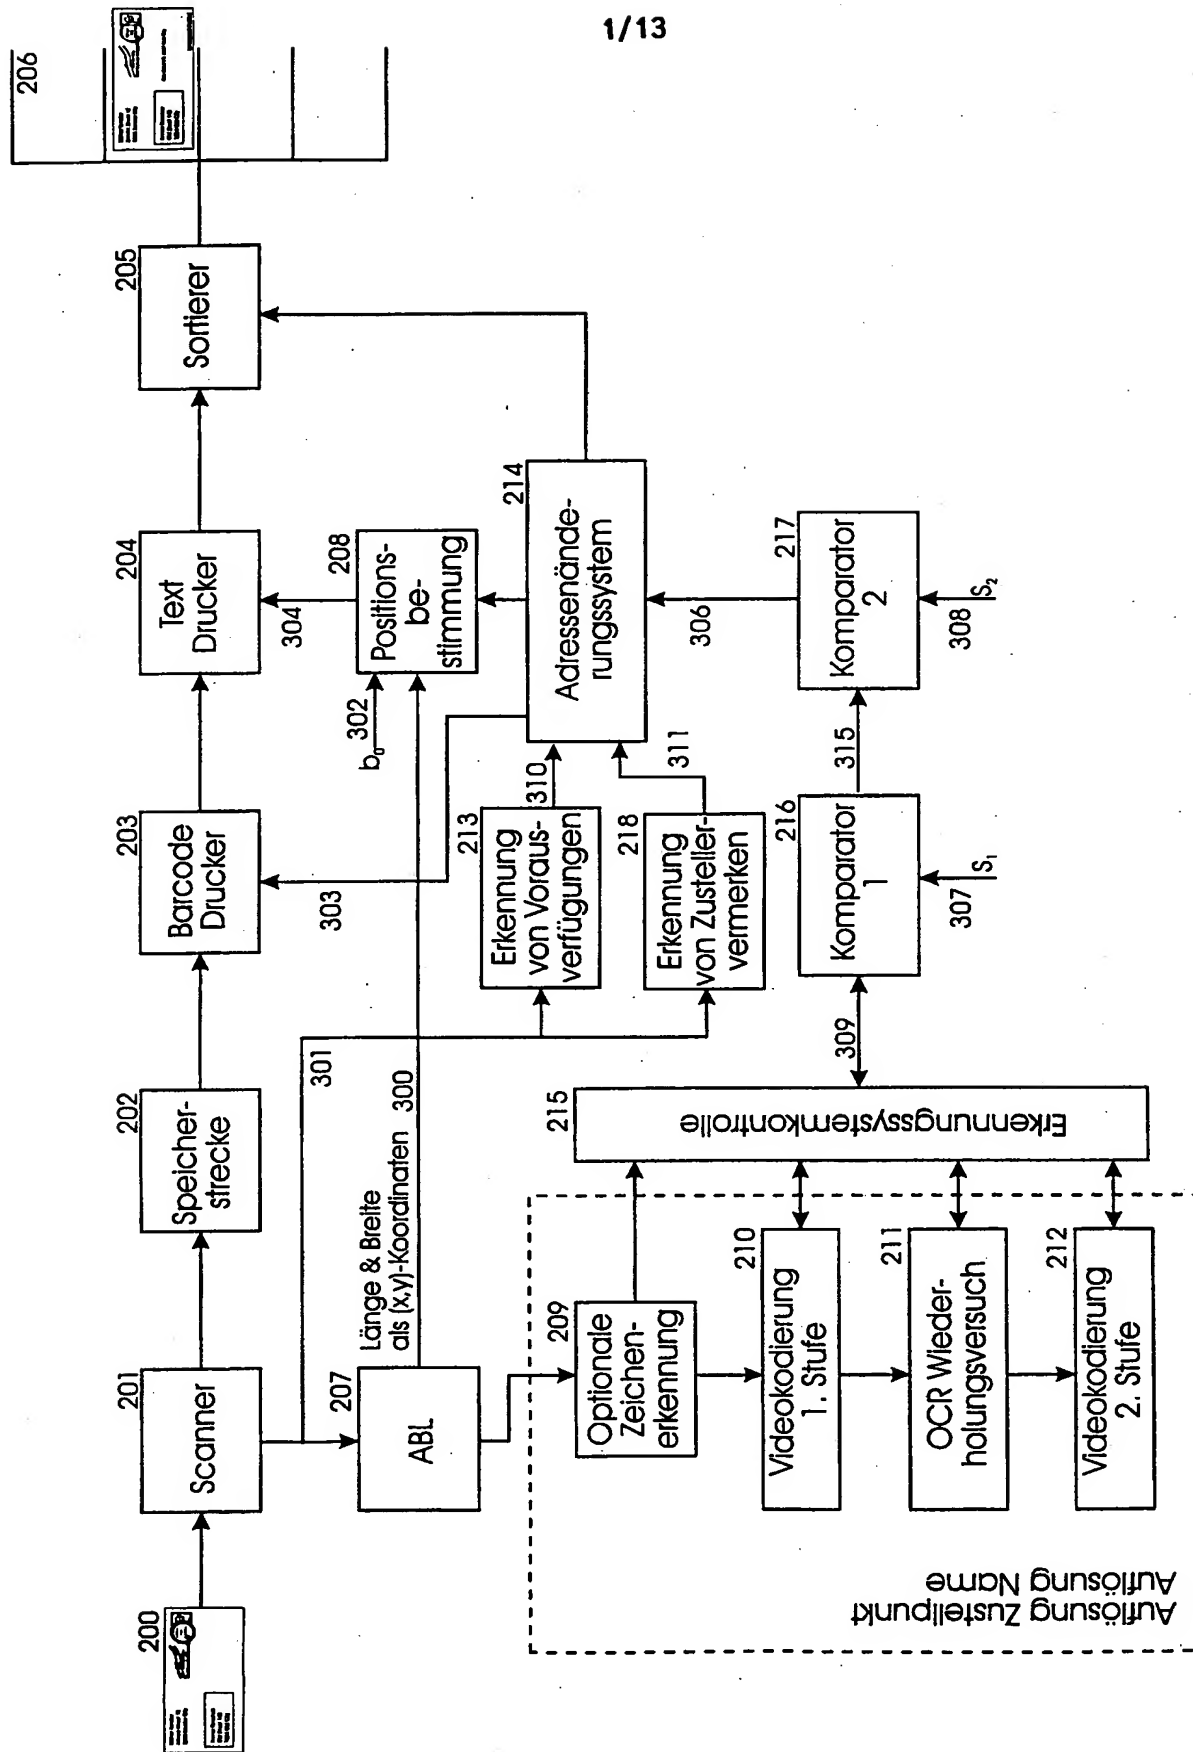 1/13
200
Scanner
201
Speicher-
strecke
202
Barcode
Drucker
203
Text
Drucker
204
Sortierer
205
206
ABL
207
Länge & Breite
als (x,y)-Koordinaten
300
301
303
b₀
302
304
Positions-
be-
stimmung
208
Erkennung
von Voraus-
verfügungen
213
310
Erkennung
von Zusteller-
vermerken
218
311
Adressenände-
rungssystem
214
306
Optionale
Zeichen-
erkennung
209
Videokodierung
1. Stufe
210
OCR Wieder-
holungsversuch
211
Videokodierung
2. Stufe
212
Auflösung Zustellpunkt
Auflösung Name
Erkennungssystemkontrolle
215
309
Komparator
1
216
307
S₁
315
Komparator
2
217
308
S₂